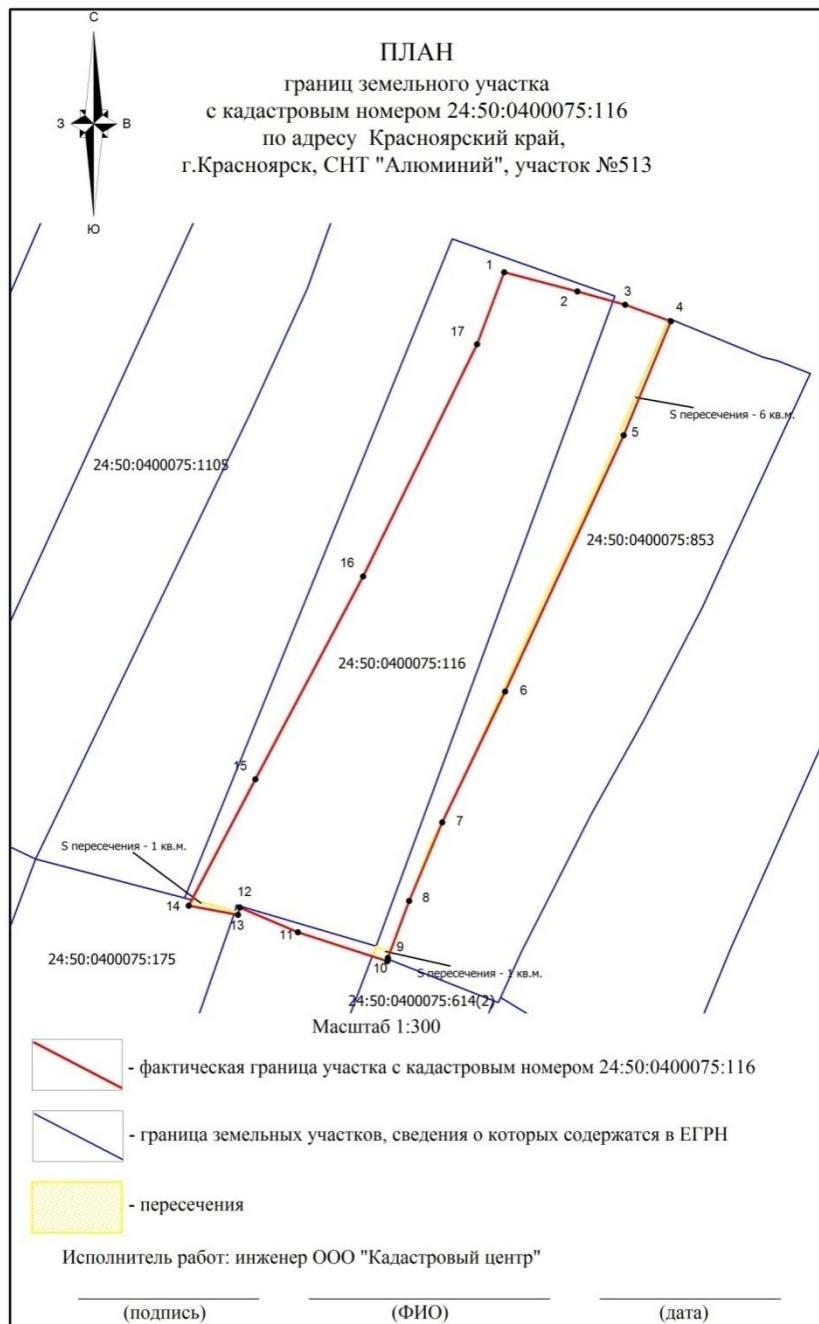 С
З
В
Ю
ПЛАН
границ земельного участка
с кадастровым номером 24:50:0400075:116
по адресу Красноярский край,
г.Красноярск, СНТ "Алюминий", участок №513
1
2
3
4
17
S пересечения - 6 кв.м.
5
24:50:0400075:1105
24:50:0400075:853
16
24:50:0400075:116
6
15
7
S пересечения - 1 кв.м.
8
12
14
13
11
9
10
24:50:0400075:175
S пересечения - 1 кв.м.
24:50:0400075:614(2)
Масштаб 1:300
- фактическая граница участка с кадастровым номером 24:50:0400075:116
- граница земельных участков, сведения о которых содержатся в ЕГРН
- пересечения
Исполнитель работ: инженер ООО "Кадастровый центр"
(подпись) (ФИО) (дата)